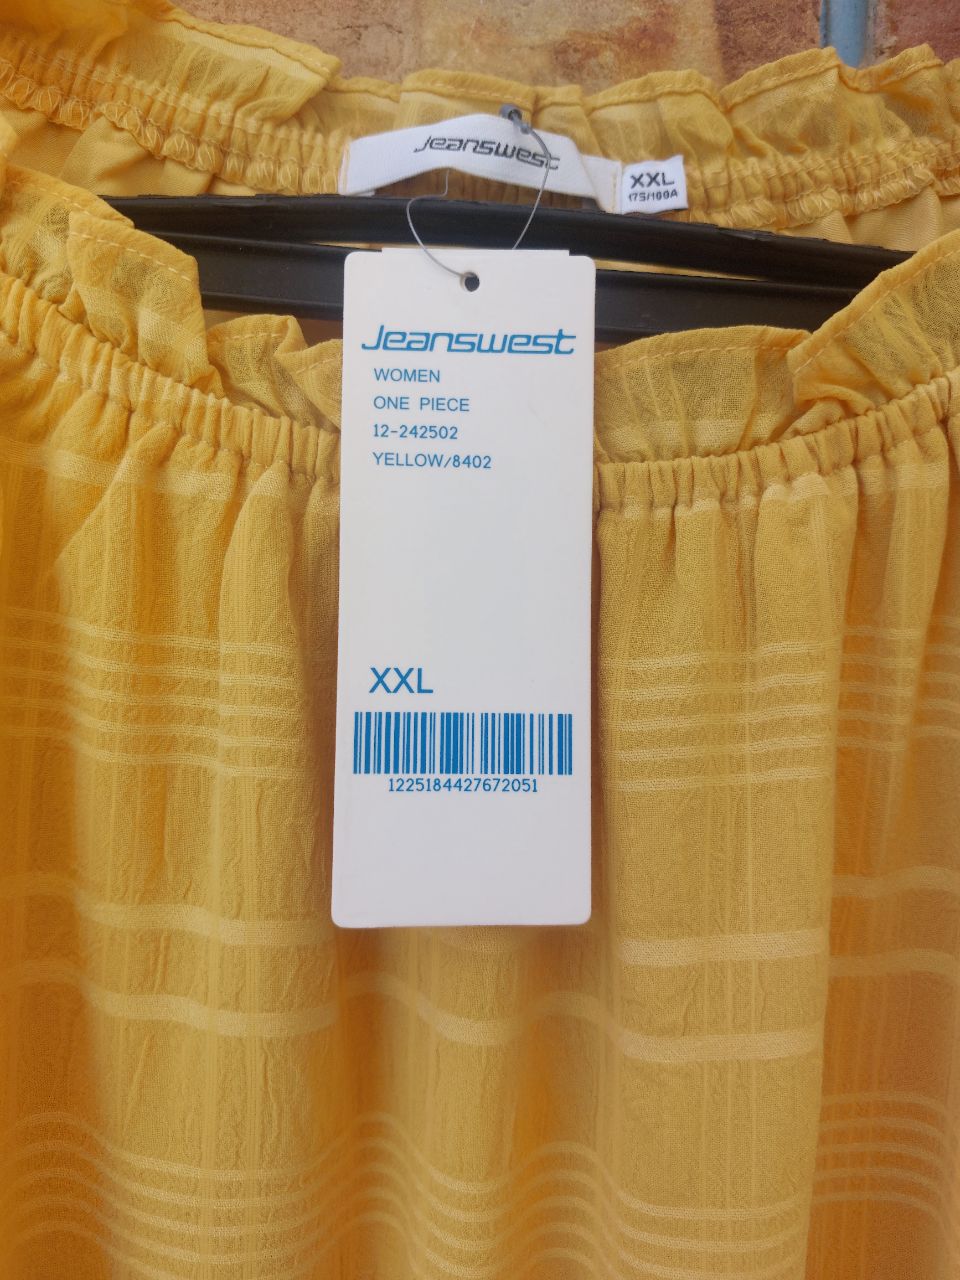 Jeanswest
XXL
175/100A
Jeanswest
WOMEN
ONE PIECE
12-242502
YELLOW/8402
XXL
1225184427672051